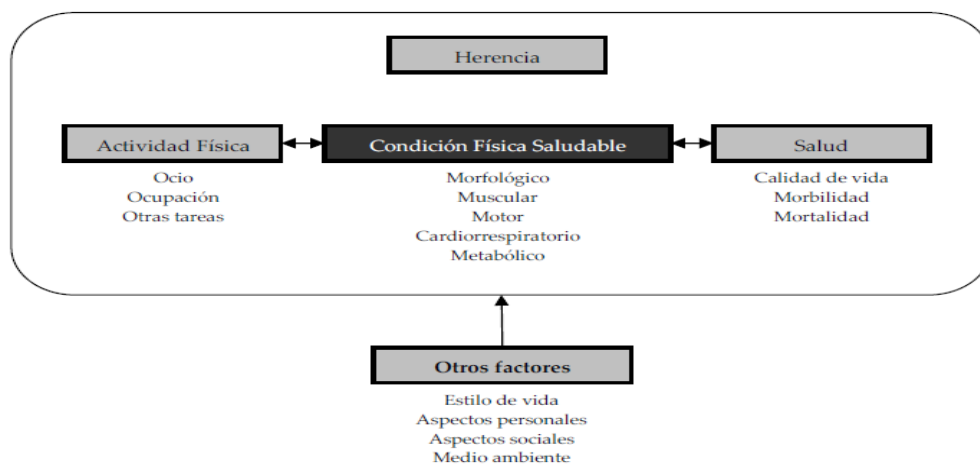 Herencia
Actividad Física
Condición Física Saludable
Salud
Ocio
Ocupación
Otras tareas
Morfológico
Muscular
Motor
Cardiorrespiratorio
Metabólico
Calidad de vida
Morbilidad
Mortalidad
Otros factores
Estilo de vida
Aspectos personales
Aspectos sociales
Medio ambiente